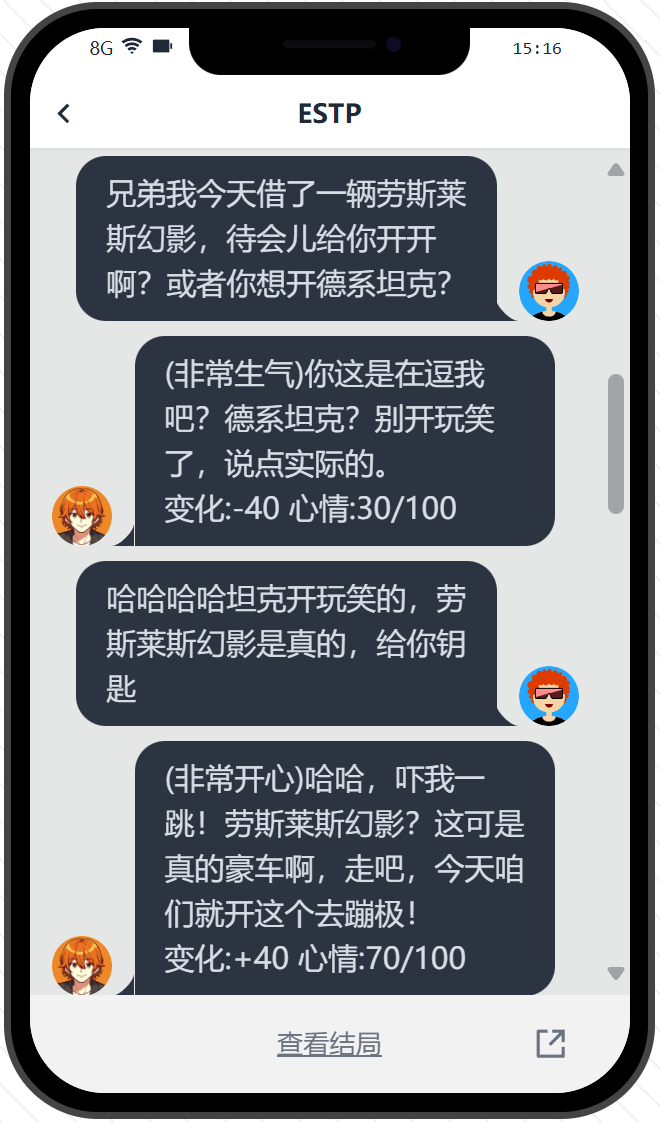 8G 15:16
ESTP
兄弟我今天借了一辆劳斯莱
斯幻影，待会儿给你开开
啊？或者你想开德系坦克？
(非常生气)你这是在逗我
吧？德系坦克？别开玩笑
了，说点实际的。
变化:-40 心情:30/100
哈哈哈哈坦克开玩笑的，劳
斯莱斯幻影是真的，给你钥
匙
(非常开心)哈哈，吓我一
跳！劳斯莱斯幻影？这可是
真的豪车啊，走吧，今天咱
们就开这个去蹦极！
变化:+40 心情:70/100
查看结局